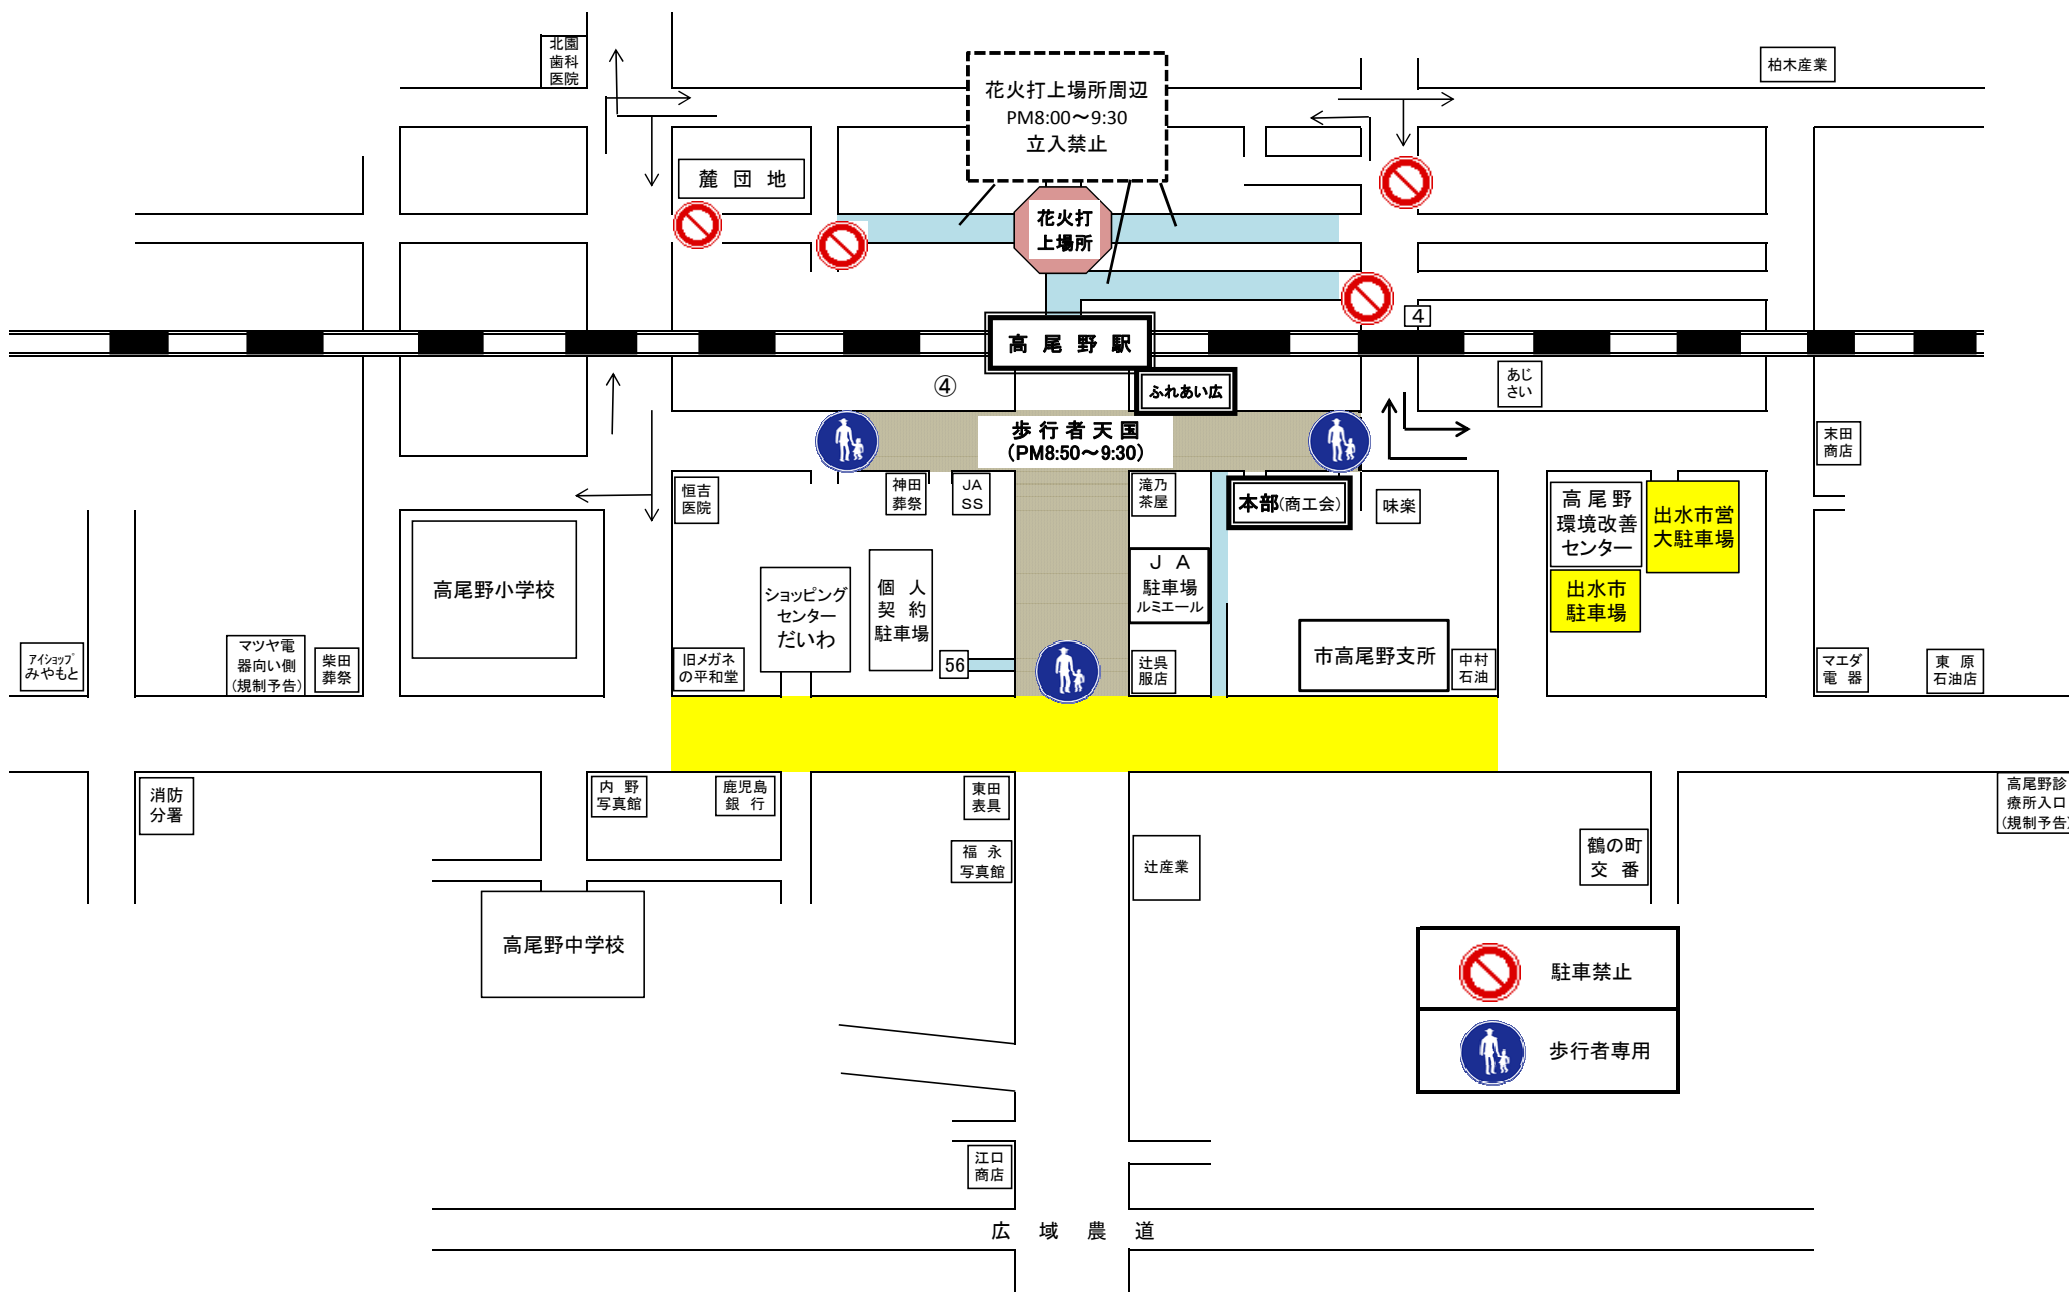 北園
歯科
医院
花火打上場所周辺
PM8:00～9:30
立入禁止
柏木産業
麓 団 地
花火打
上場所
4
高 尾 野 駅
④
ふれあい広
あじ
さい
歩 行 者 天 国
(PM8:50～9:30)
末田
商店
恒吉
医院
神田
葬祭
JA
SS
滝乃
茶屋
本部(商工会)
味楽
高 尾 野
環境改善
センター
出水市営
大駐車場
出水市
駐車場
高尾野小学校
ショッピング
センター
だいわ
個 人
契 約
駐車場
J A
駐車場
ルミエール
アイショップ
みやもと
マツヤ電
器向い側
(規制予告)
柴田
葬祭
旧メガネ
の平和堂
56
辻呉
服店
市高尾野支所
中村
石油
マエダ
電 器
東 原
石油店
消防
分署
内 野
写真館
鹿児島
銀 行
東田
表具
高尾野診
療所入口
(規制予告)
福 永
写真館
辻産業
鶴の町
交 番
高尾野中学校
駐車禁止
歩行者専用
江口
商店
広 域 農 道